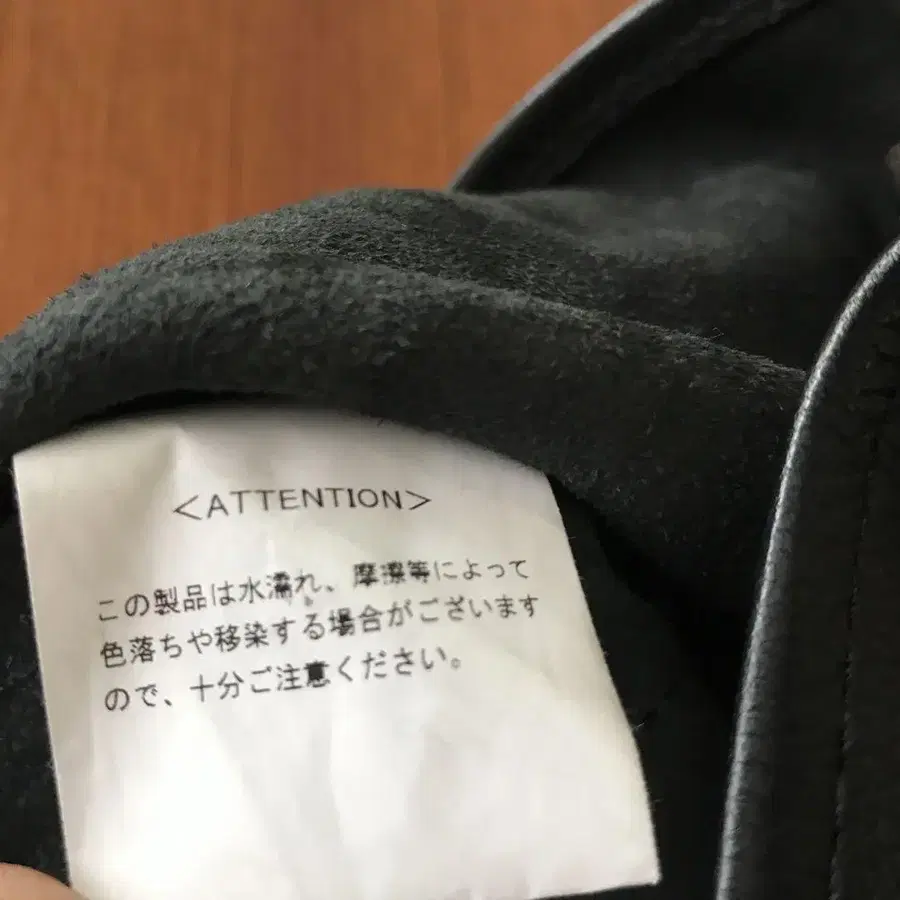 <ATTENTION>
この製品は水濡れ、摩擦等によって
色落ちや移染する場合がございます
ので、十分ご注意ください。